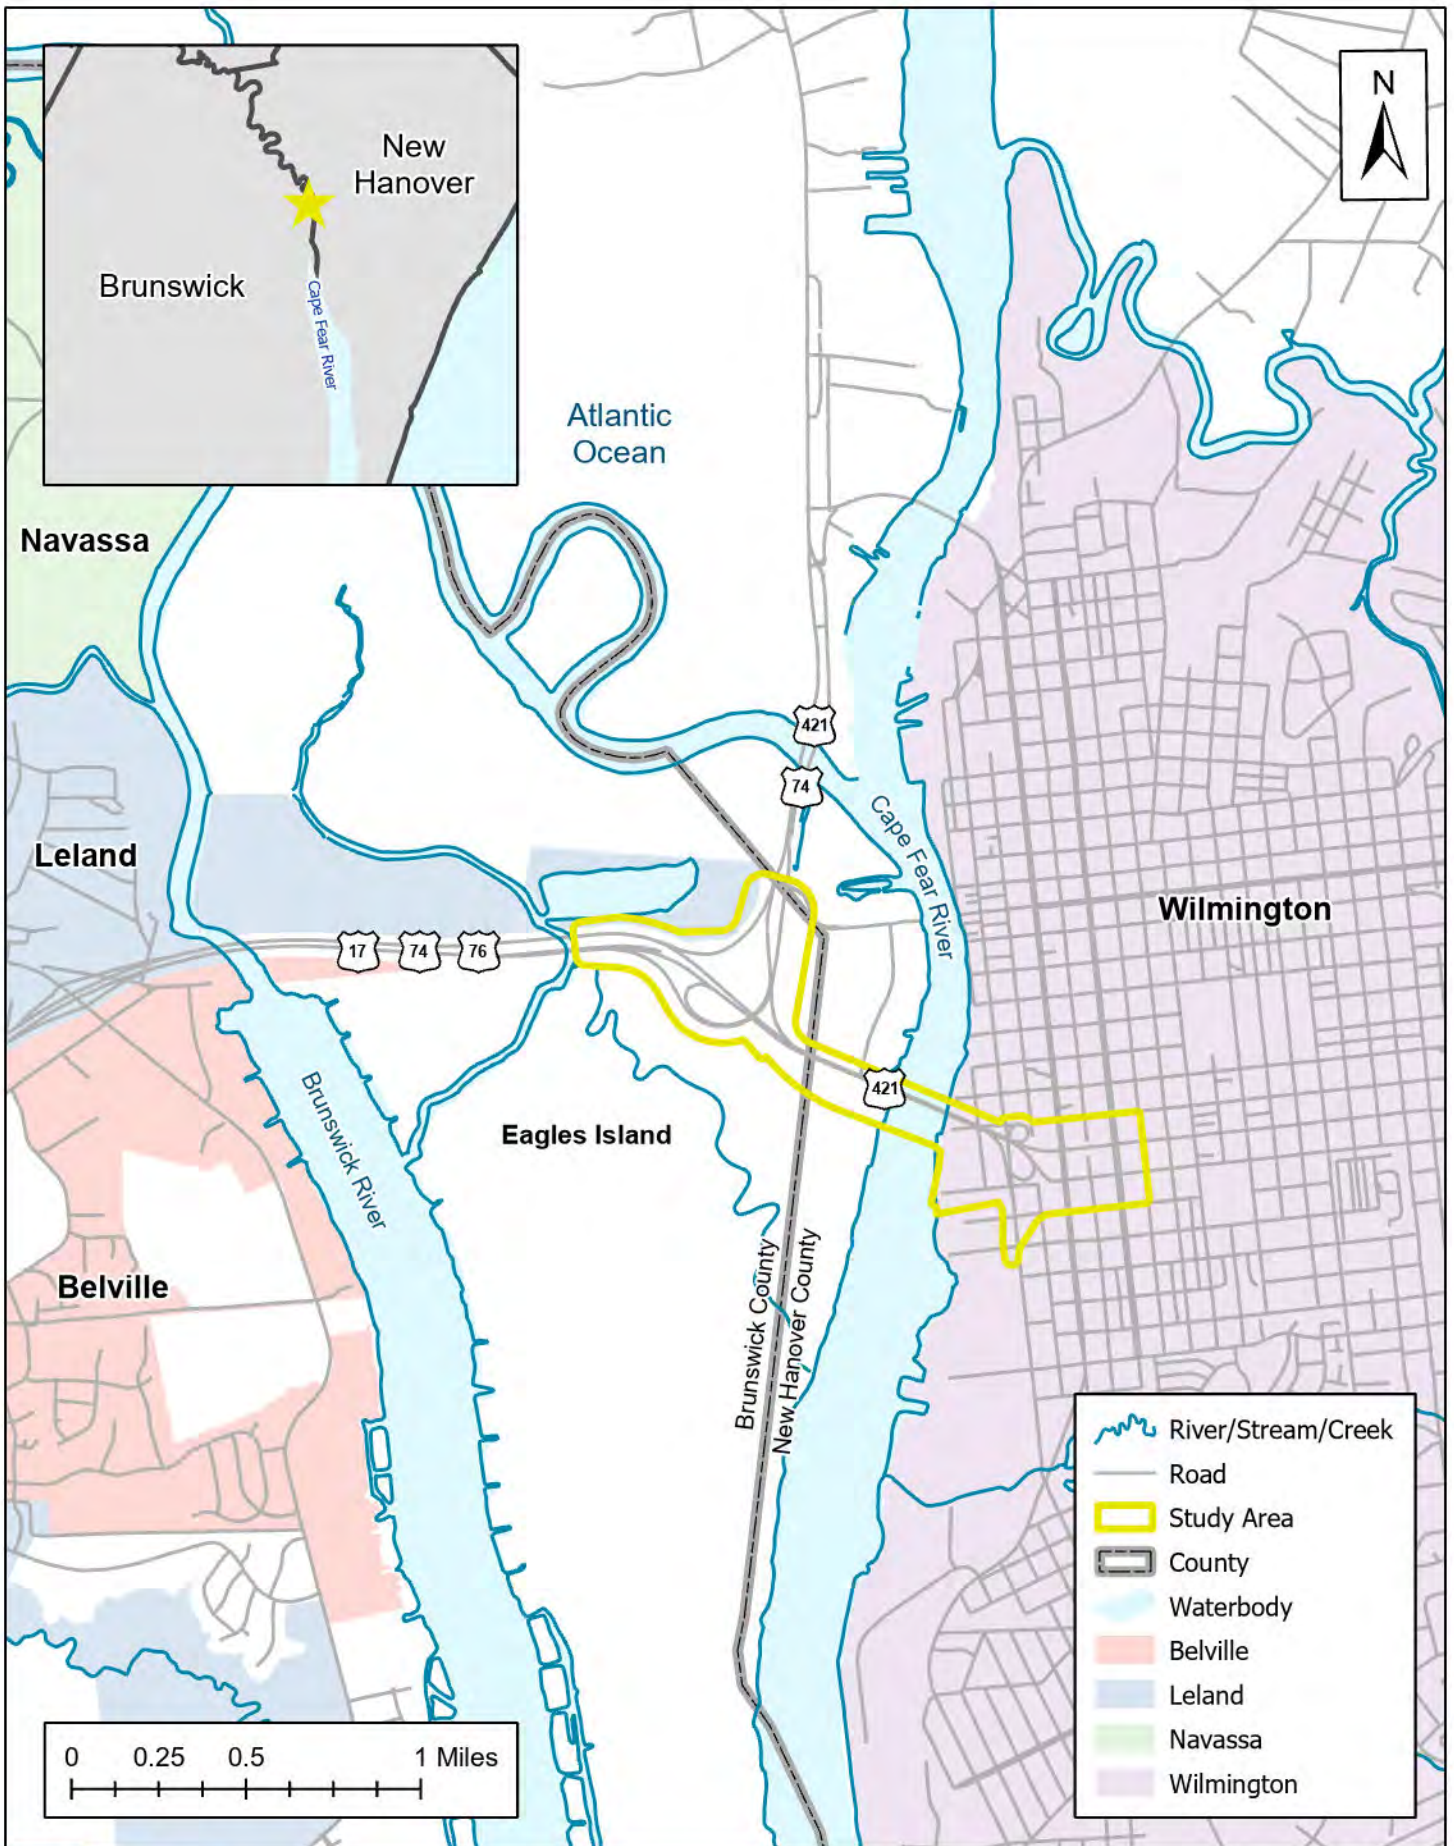 N
New
Hanover
Brunswick
Cape Fear River
Atlantic
Ocean
Navassa
421
74
Cape Fear River
Leland
Wilmington
17
74
76
421
Brunswick River
Eagles Island
Brunswick County
New Hanover County
Belville
River/Stream/Creek
Road
Study Area
County
Waterbody
Belville
Leland
Navassa
Wilmington
0 0.25 0.5 1 Miles